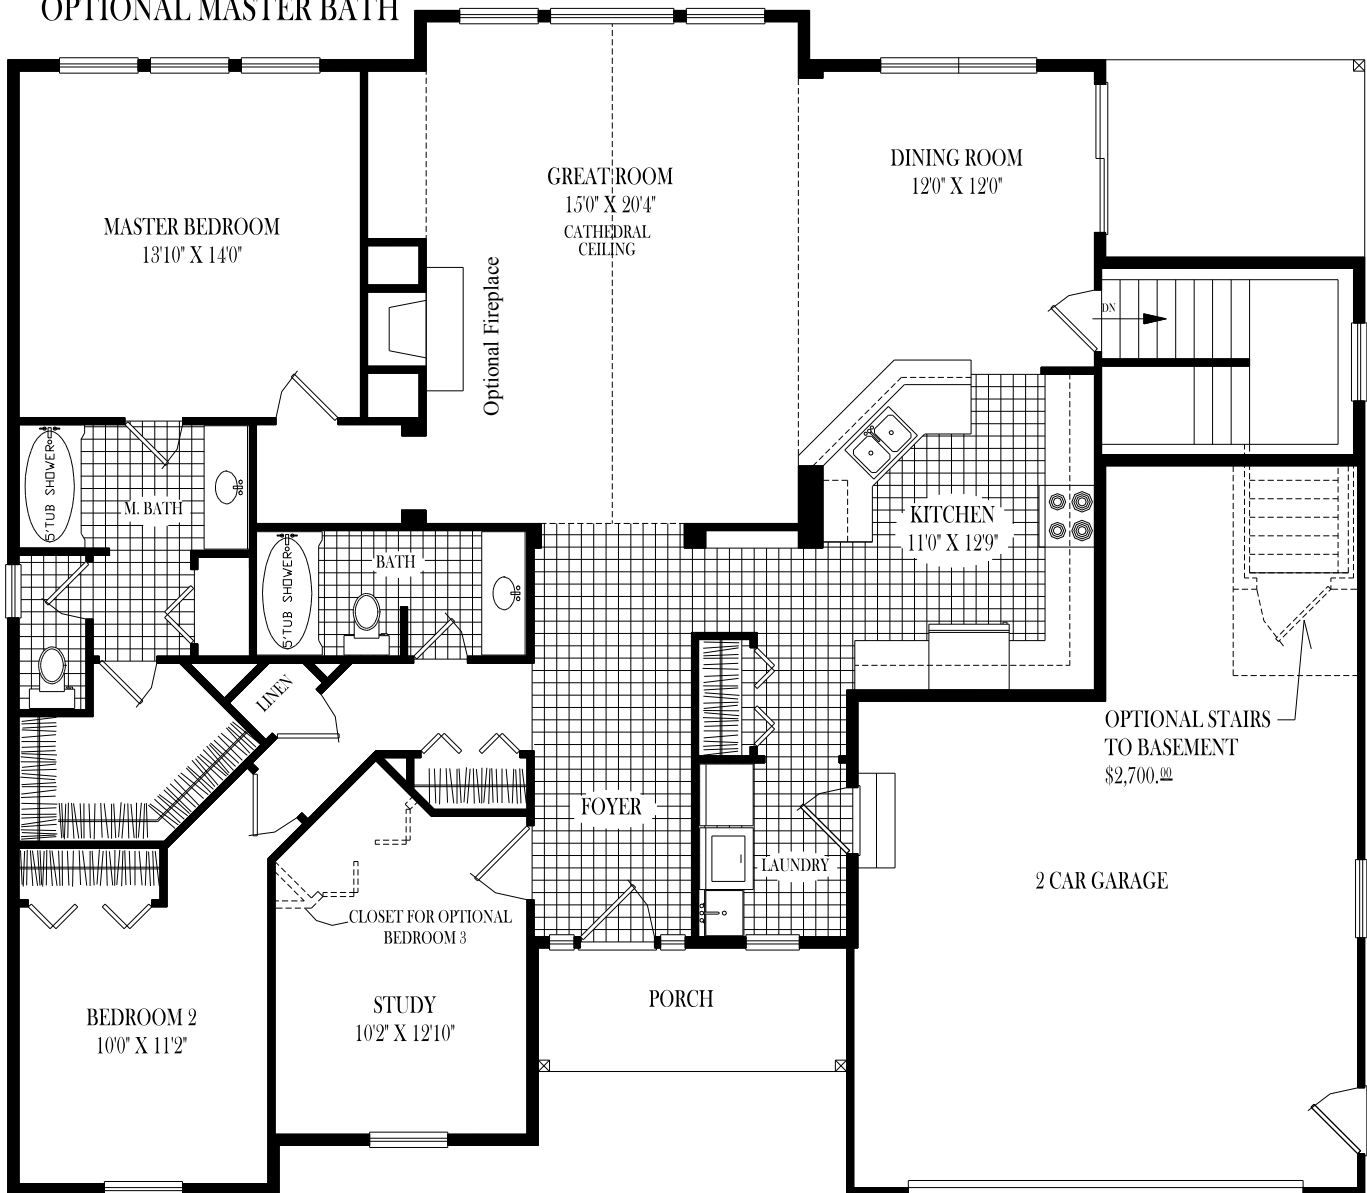 OPTIONAL MASTER BATH
MASTER BEDROOM
13'10" X 14'0"
GREAT ROOM
15'0" X 20'4"
CATHEDRAL
CEILING
Optional Fireplace
DINING ROOM
12'0" X 12'0"
DN
5'TUB SHOWER
M. BATH
5'TUB SHOWER
BATH
KITCHEN
11'0" X 12'9"
LINEN
OPTIONAL STAIRS
TO BASEMENT
$2,700.00
FOYER
LAUNDRY
2 CAR GARAGE
CLOSET FOR OPTIONAL
BEDROOM 3
STUDY
10'2" X 12'10"
BEDROOM 2
10'0" X 11'2"
PORCH